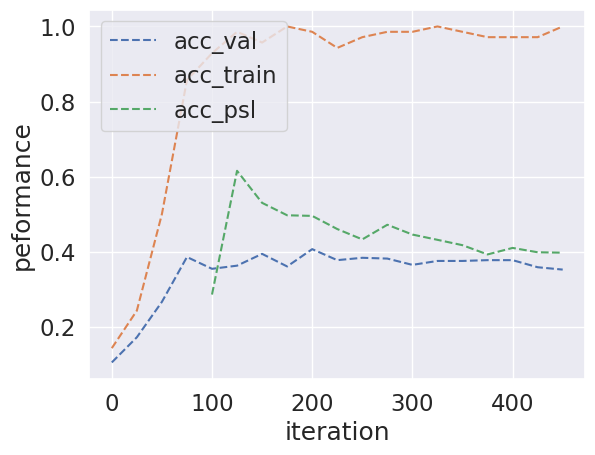 1.0
0.8
0.6
0.4
0.2
peformance
acc_val
acc_train
acc_psl
0 100 200 300 400
iteration